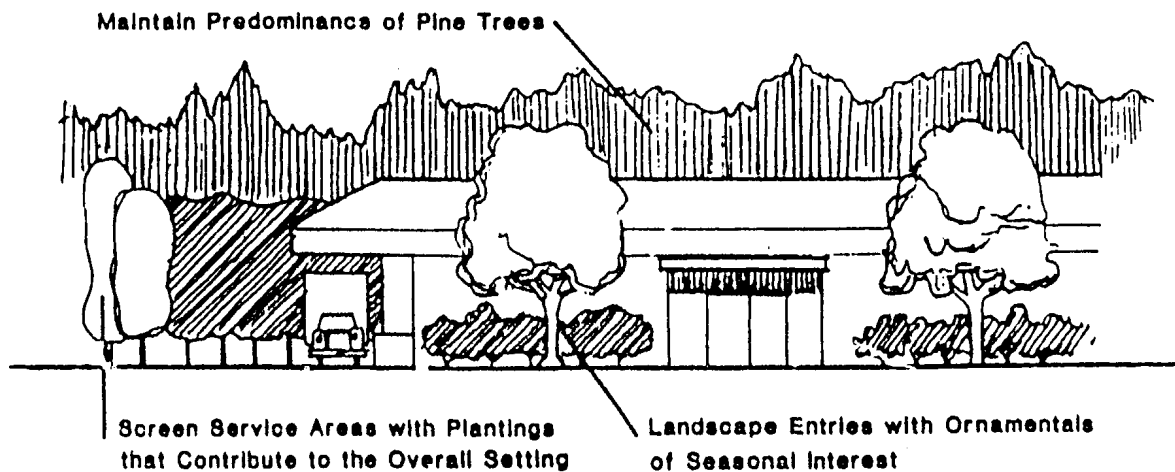 Maintain Predominance of Pine Trees
Screen Service Areas with Plantings
that Contribute to the Overall Setting
Landscape Entries with Ornamentals
of Seasonal Interest